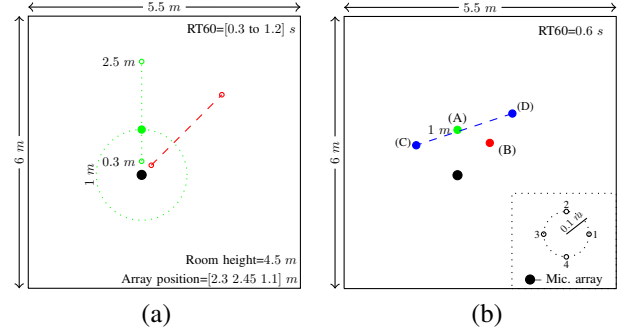 5.5 m
RT60=[0.3 to 1.2] s
2.5 m
0.3 m
1 m
6 m
Room height=4.5 m
Array position=[2.3 2.45 1.1] m
(a)
5.5 m
RT60=0.6 s
(A)
(D)
1 m
(C)
(B)
6 m
2
0.1 m
3
1
4
Mic. array
(b)